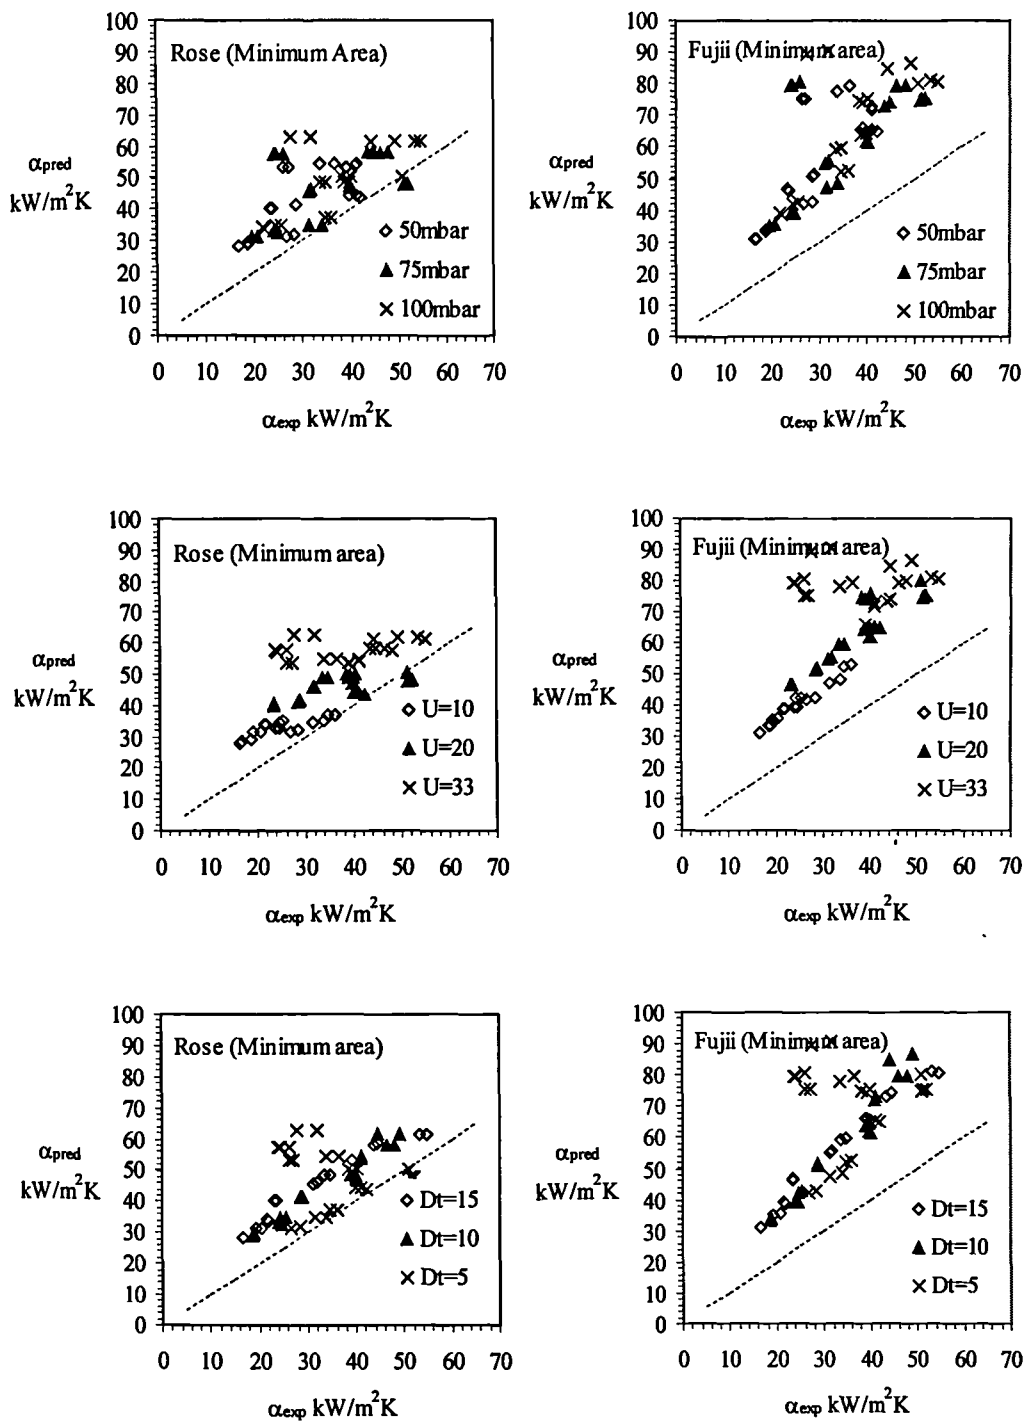 Rose (Minimum Area)
100
90
80
70
60
50
40
30
20
10
0
αpred
kW/m²K
50mbar
75mbar
100mbar
0 10 20 30 40 50 60 70
αexp kW/m²K
Fujii (Minimum area)
100
90
80
70
60
50
40
30
20
10
0
αpred
kW/m²K
50mbar
75mbar
100mbar
0 10 20 30 40 50 60 70
αexp kW/m²K
Rose (Minimum area)
100
90
80
70
60
50
40
30
20
10
0
αpred
kW/m²K
U=10
U=20
U=33
0 10 20 30 40 50 60 70
αexp kW/m²K
Fujii (Minimum area)
100
90
80
70
60
50
40
30
20
10
0
αpred
kW/m²K
U=10
U=20
U=33
0 10 20 30 40 50 60 70
αexp kW/m²K
Rose (Minimum area)
100
90
80
70
60
50
40
30
20
10
0
αpred
kW/m²K
Dt=15
Dt=10
Dt=5
0 10 20 30 40 50 60 70
αexp kW/m²K
Fujii (Minimum area)
100
90
80
70
60
50
40
30
20
10
0
αpred
kW/m²K
Dt=15
Dt=10
Dt=5
0 10 20 30 40 50 60 70
αexp kW/m²K